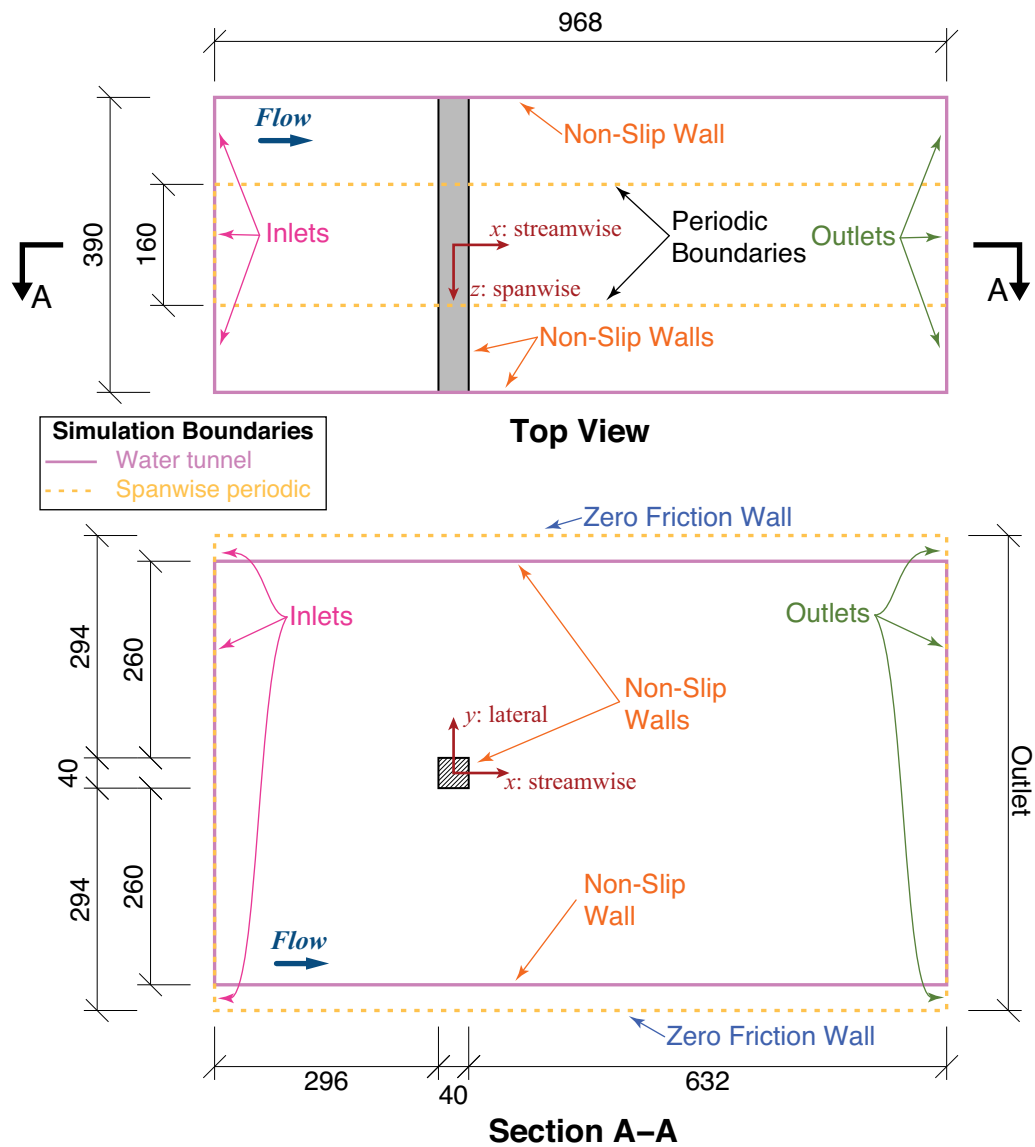 968
Flow
Non-Slip Wall
390
160
Inlets
x: streamwise
Periodic
Boundaries
Outlets
A
A
z: spanwise
Non-Slip Walls
Top View
Simulation Boundaries
Water tunnel
Spanwise periodic
Zero Friction Wall
Inlets
Outlets
294
260
Non-Slip
Walls
y: lateral
40
x: streamwise
Outlet
294
260
Non-Slip
Wall
Flow
Zero Friction Wall
296
40
632
Section A–A